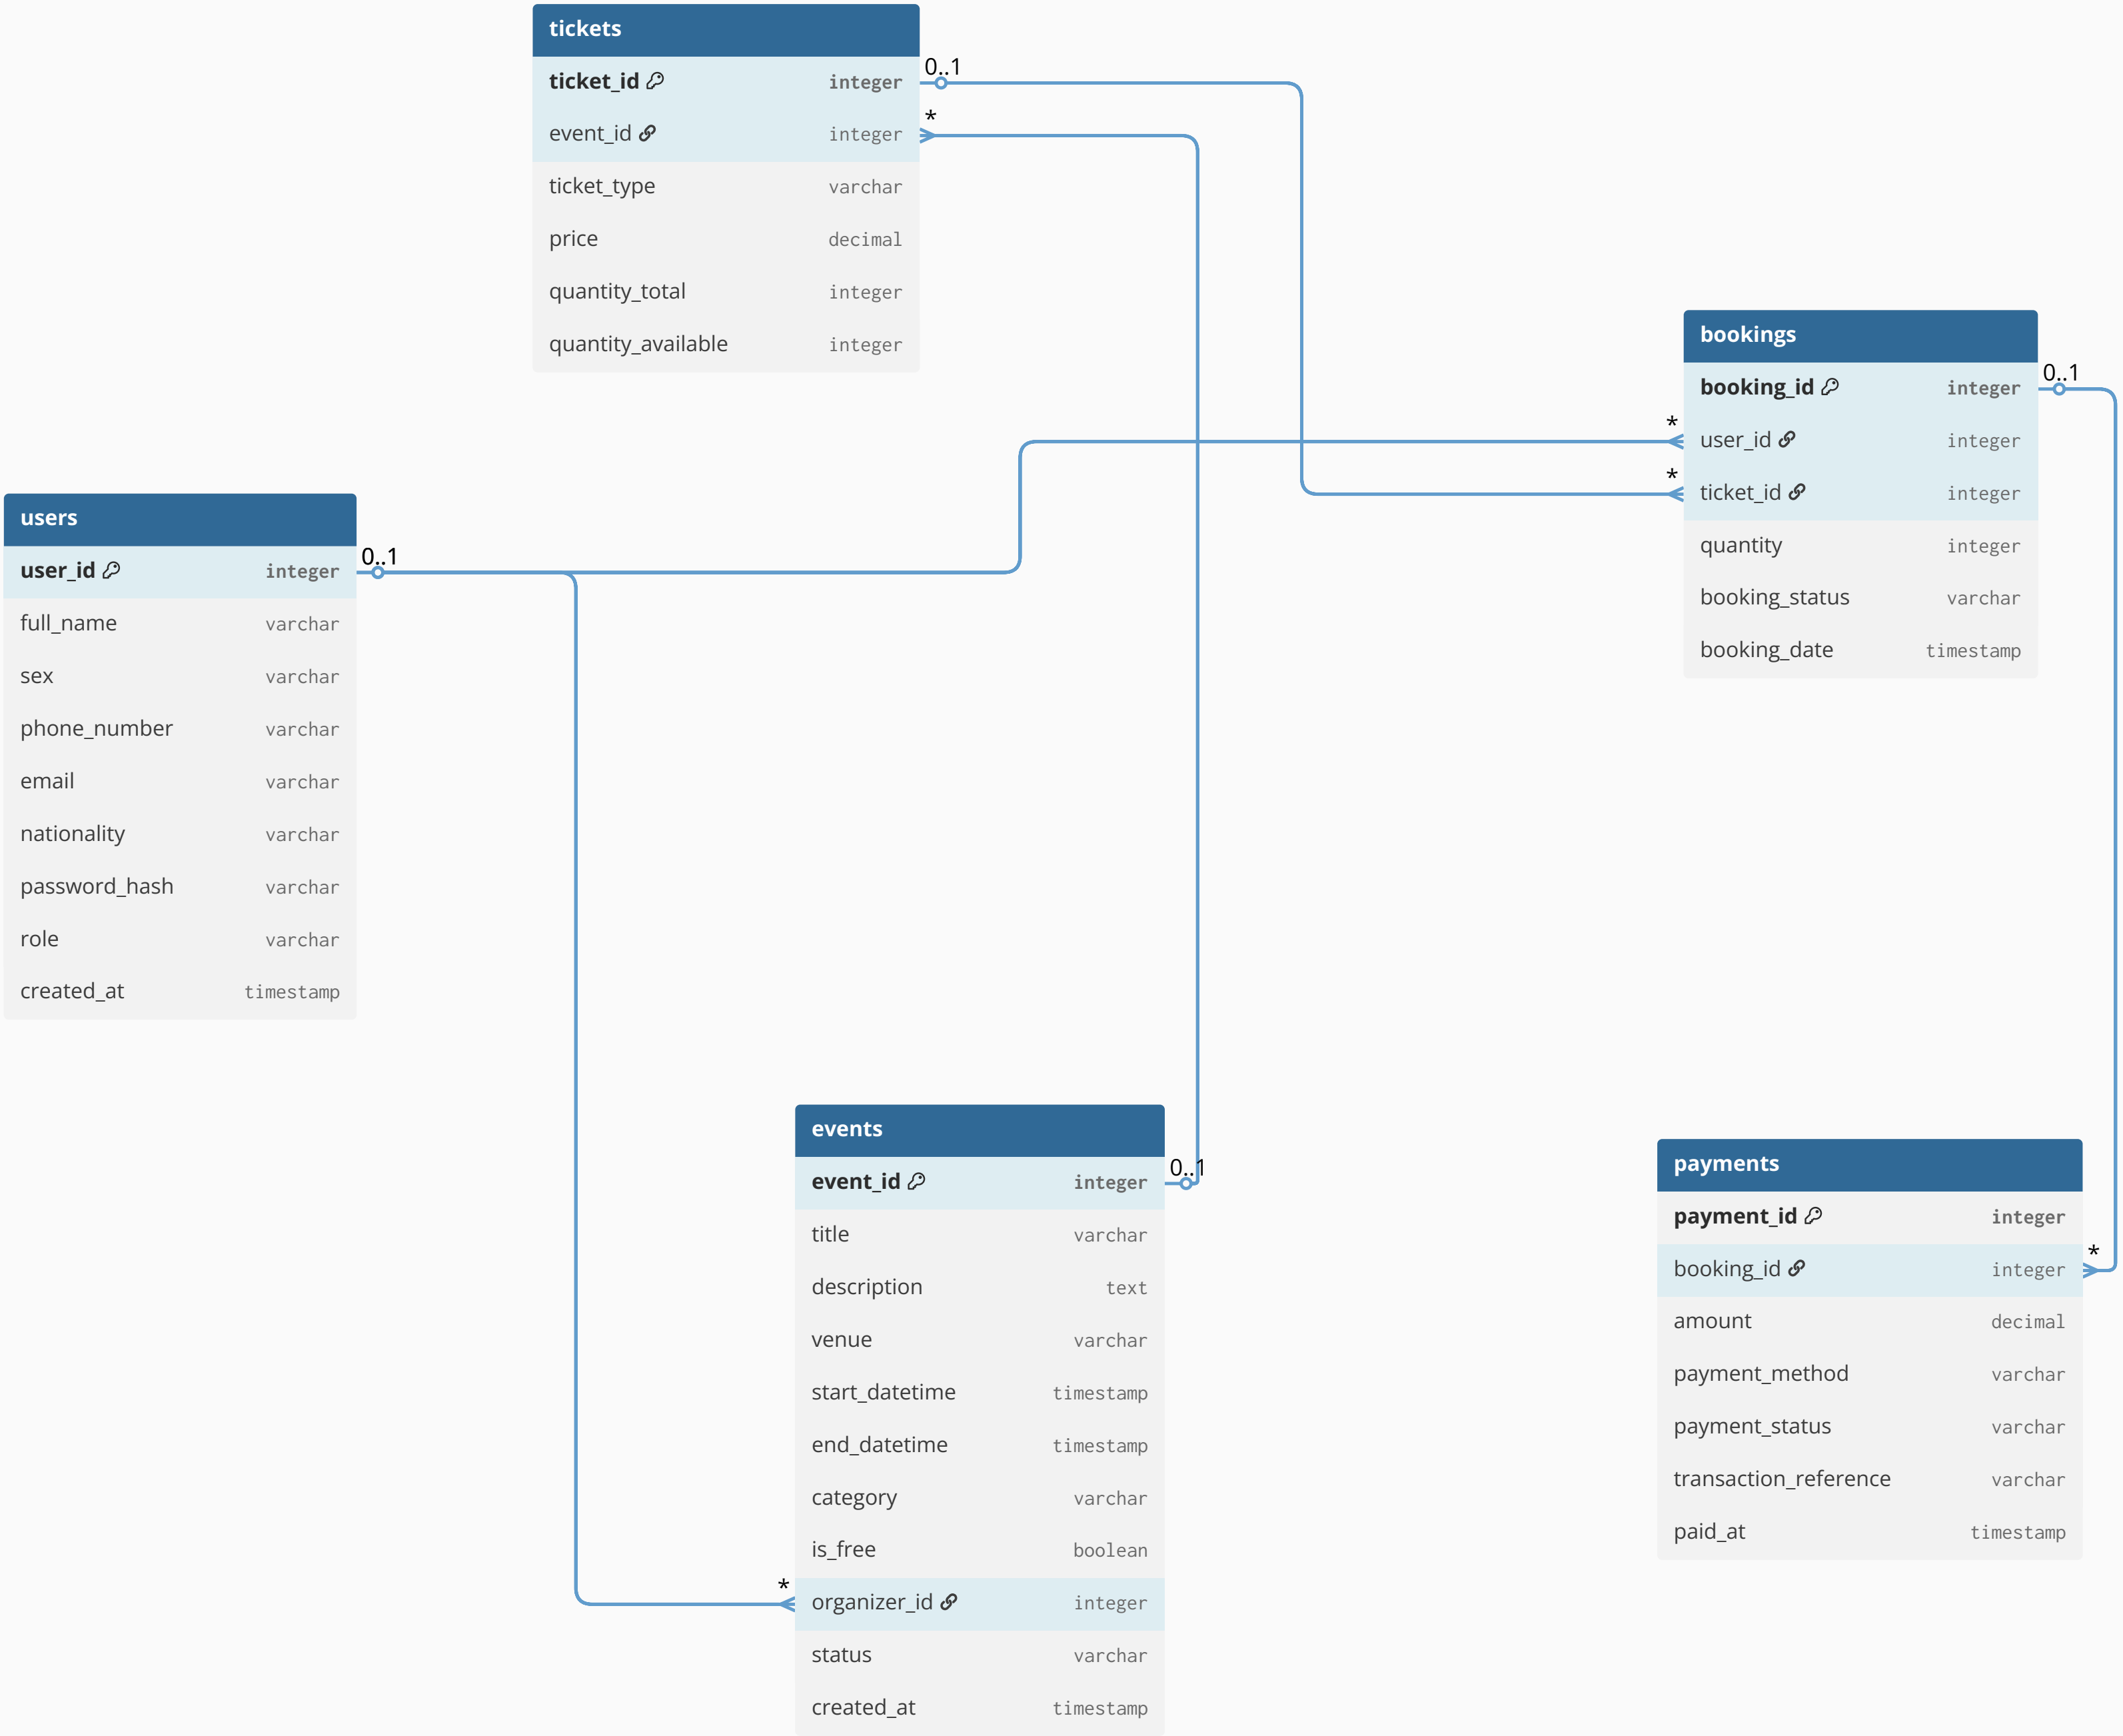 tickets
ticket_id integer
event_id integer
ticket_type varchar
price decimal
quantity_total integer
quantity_available integer
0..1
*
bookings
booking_id integer
user_id integer
ticket_id integer
quantity integer
booking_status varchar
booking_date timestamp
0..1
*
*
users
user_id integer
full_name varchar
sex varchar
phone_number varchar
email varchar
nationality varchar
password_hash varchar
role varchar
created_at timestamp
0..1
events
event_id integer
title varchar
description text
venue varchar
start_datetime timestamp
end_datetime timestamp
category varchar
is_free boolean
organizer_id integer
status varchar
created_at timestamp
0..1
*
payments
payment_id integer
booking_id integer
amount decimal
payment_method varchar
payment_status varchar
transaction_reference varchar
paid_at timestamp
*